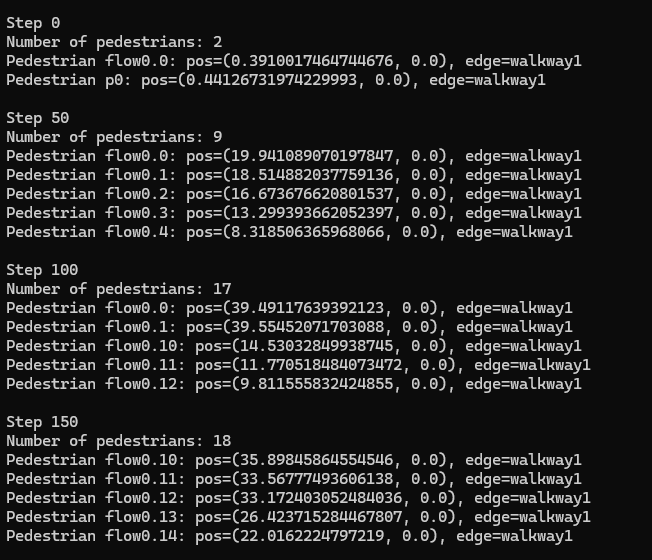 Step 0
Number of pedestrians: 2
Pedestrian flow0.0: pos=(0.3910017464744676, 0.0), edge=walkway1
Pedestrian p0: pos=(0.44126731974229993, 0.0), edge=walkway1
Step 50
Number of pedestrians: 9
Pedestrian flow0.0: pos=(19.941089070197847, 0.0), edge=walkway1
Pedestrian flow0.1: pos=(18.514882037759136, 0.0), edge=walkway1
Pedestrian flow0.2: pos=(16.673676620801537, 0.0), edge=walkway1
Pedestrian flow0.3: pos=(13.299393662052397, 0.0), edge=walkway1
Pedestrian flow0.4: pos=(8.318506365968066, 0.0), edge=walkway1
Step 100
Number of pedestrians: 17
Pedestrian flow0.0: pos=(39.49117639392123, 0.0), edge=walkway1
Pedestrian flow0.1: pos=(39.55452071703088, 0.0), edge=walkway1
Pedestrian flow0.10: pos=(14.53032849938745, 0.0), edge=walkway1
Pedestrian flow0.11: pos=(11.770518484073472, 0.0), edge=walkway1
Pedestrian flow0.12: pos=(9.811555832424855, 0.0), edge=walkway1
Step 150
Number of pedestrians: 18
Pedestrian flow0.10: pos=(35.89845864554546, 0.0), edge=walkway1
Pedestrian flow0.11: pos=(33.56777493606138, 0.0), edge=walkway1
Pedestrian flow0.12: pos=(33.172403052484036, 0.0), edge=walkway1
Pedestrian flow0.13: pos=(26.423715284467807, 0.0), edge=walkway1
Pedestrian flow0.14: pos=(22.0162224797219, 0.0), edge=walkway1